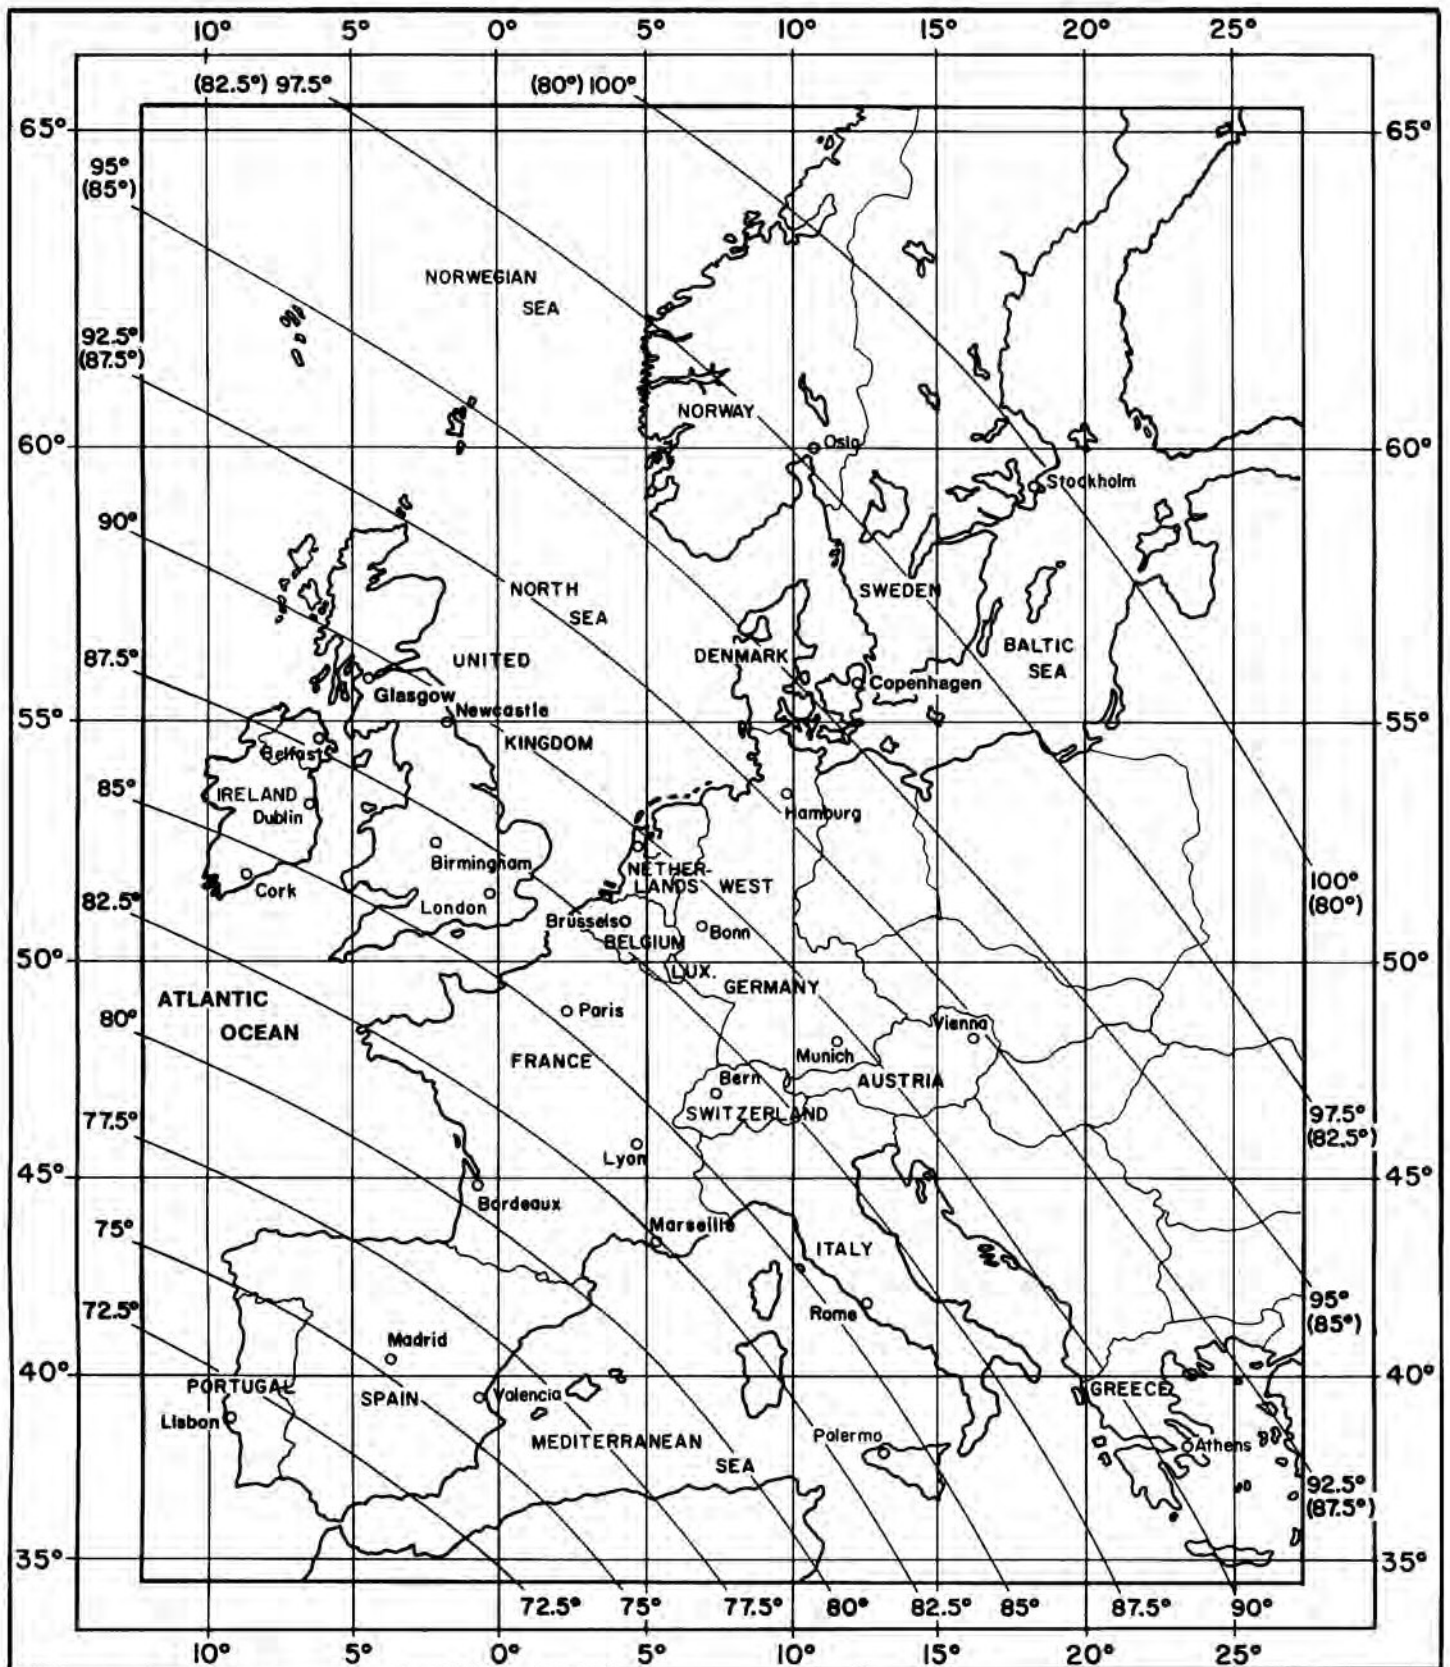 10° 5° 0° 5° 10° 15° 20° 25°
(82.5°) 97.5° (80°) 100°
65° 65°
95°
(85°)
NORWEGIAN
SEA
92.5°
(87.5°)
NORWAY
60° Oslo 60°
Stockholm
90°
NORTH
SEA
SWEDEN
BALTIC
SEA
87.5°
UNITED
DENMARK
Glasgow
Copenhagen
Newcastle
55° 55°
KINGDOM
Belfast
85°
IRELAND
Dublin
Hamburg
Birmingham
NETHER-
LANDS WEST
Cork
100°
(80°)
82.5°
London
Brussels
Bonn
BELGIUM
50° 50°
LUX.
GERMANY
ATLANTIC
OCEAN
80°
Paris
Vienna
FRANCE
Munich
Bern
AUSTRIA
SWITZERLAND
97.5°
(82.5°)
77.5°
Lyon
45° 45°
Bordeaux
75°
Marseille
ITALY
72.5°
Rome
95°
(85°)
Madrid
40° 40°
PORTUGAL
SPAIN
Valencia
GREECE
Lisbon
MEDITERRANEAN
SEA
Polermo
Athens
92.5°
(87.5°)
35° 35°
72.5° 75° 77.5° 80° 82.5° 85° 87.5° 90°
10° 5° 0° 5° 10° 15° 20° 25°